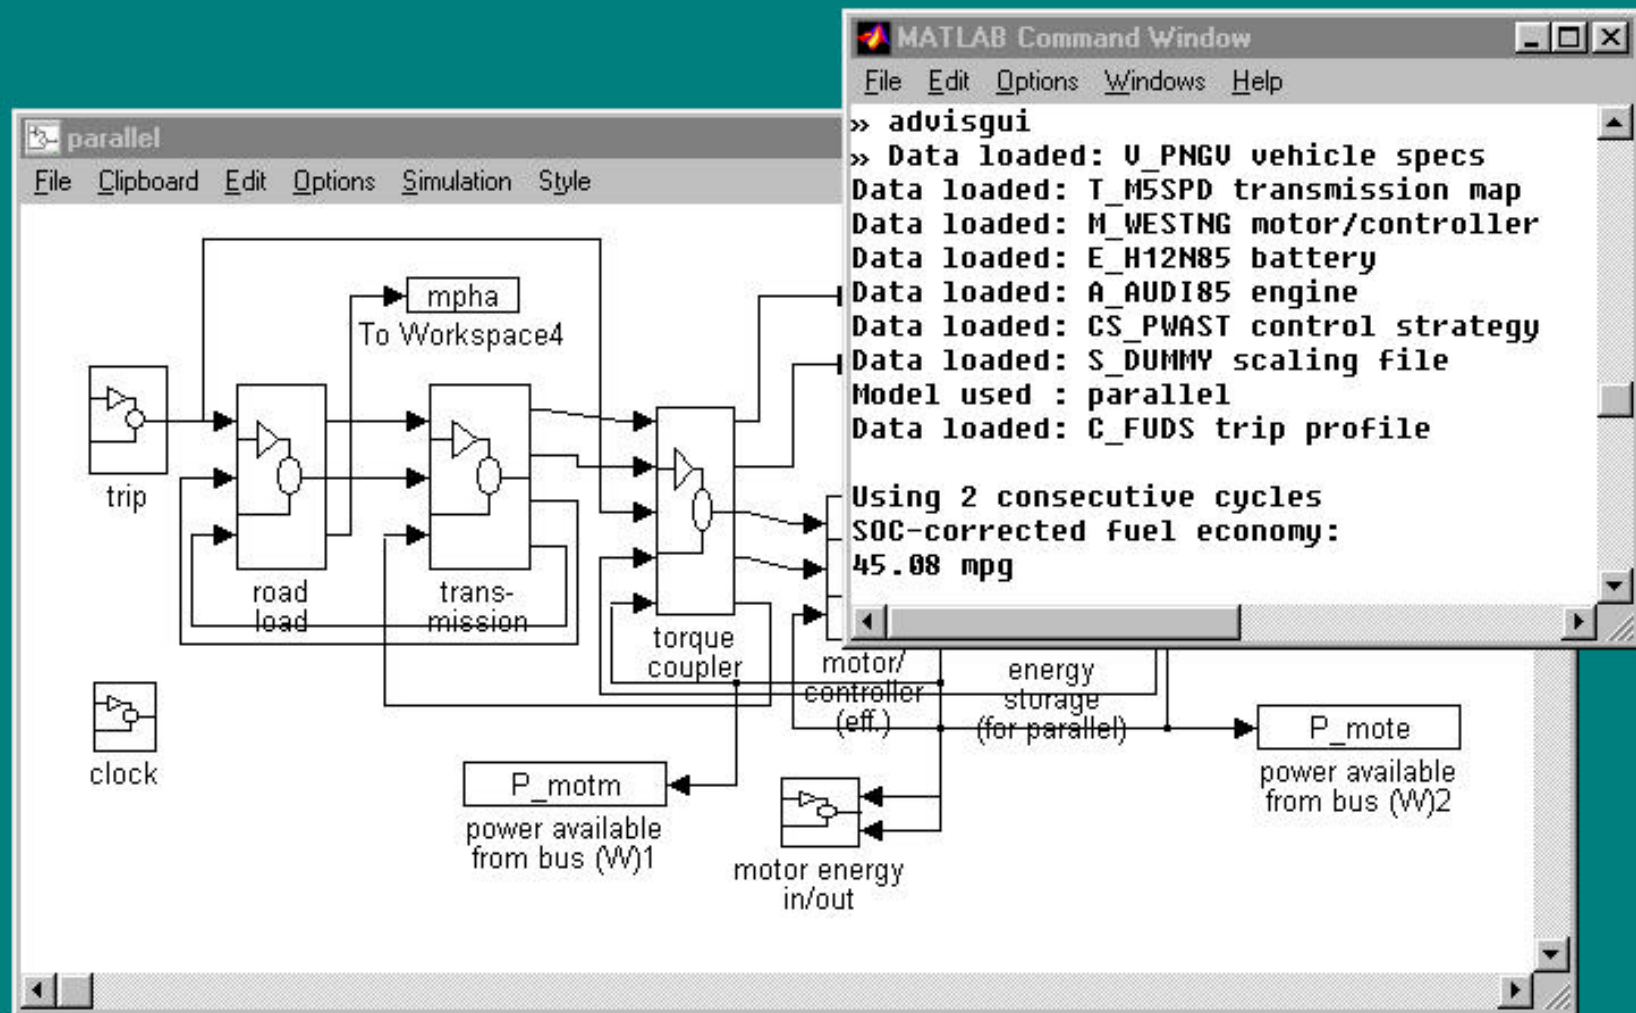 MATLAB Command Window
File Edit Options Windows Help
» advisgui
» Data loaded: V_PNGV vehicle specs
Data loaded: T_M5SPD transmission map
Data loaded: M_WESTNG motor/controller
Data loaded: E_H12N85 battery
Data loaded: A_AUDI85 engine
Data loaded: CS_PWAST control strategy
Data loaded: S_DUMMY scaling file
Model used : parallel
Data loaded: C_FUDS trip profile
Using 2 consecutive cycles
SOC-corrected fuel economy:
45.08 mpg
parallel
File Clipboard Edit Options Simulation Style
mpha
To Workspace4
trip
road
load
trans-
mission
torque
coupler
motor/
controller
(eff.)
energy
storage
(for parallel)
clock
P_motm
power available
from bus (W)1
motor energy
in/out
P_mote
power available
from bus (W)2